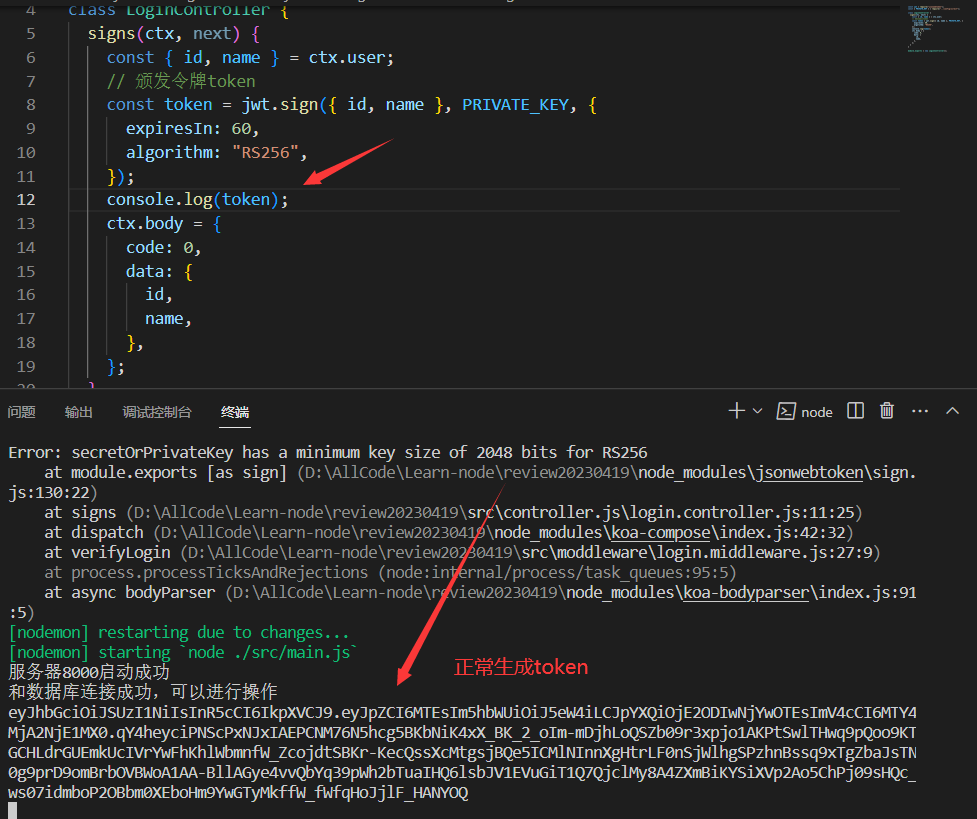 4 class LoginController {
5 signs(ctx, next) {
6 const { id, name } = ctx.user;
7 // 颁发令牌token
8 const token = jwt.sign({ id, name }, PRIVATE_KEY, {
9 expiresIn: 60,
10 algorithm: "RS256",
11 });
12 console.log(token);
13 ctx.body = {
14 code: 0,
15 data: {
16 id,
17 name,
18 },
19 };
20 }
问题 输出 调试控制台 终端 node
Error: secretOrPrivateKey has a minimum key size of 2048 bits for RS256
at module.exports [as sign] (D:\AllCode\Learn-node\review20230419\node_modules\jsonwebtoken\sign.
js:130:22)
at signs (D:\AllCode\Learn-node\review20230419\src\controller.js\login.controller.js:11:25)
at dispatch (D:\AllCode\Learn-node\review20230419\node_modules\koa-compose\index.js:42:32)
at verifyLogin (D:\AllCode\Learn-node\review20230419\src\moddleware\login.middleware.js:27:9)
at process.processTicksAndRejections (node:internal/process/task_queues:95:5)
at async bodyParser (D:\AllCode\Learn-node\review20230419\node_modules\koa-bodyparser\index.js:91
:5)
[nodemon] restarting due to changes...
[nodemon] starting `node ./src/main.js`
正常生成token
服务器8000启动成功
和数据库连接成功，可以进行操作
eyJhbGciOiJSUzI1NiIsInR5cCI6IkpXVCJ9.eyJpZCI6MTEsIm5hbWUiOiJ5eW4iLCJpYXQiOjE2ODIwNjYwOTEsImV4cCI6MTY4
MjA2NjE1MX0.qY4heyciPNScPxNJxIAEPCNM76N5hcg5BKbNiK4xX_BK_2_oIm-mDjhLoQSZb09r3xpjo1AKPtSwlTHwq9pQoo9KT
GCHLdrGUEmkUcIVrYwFhKhlWbmnfW_ZcojdtSBKr-KecQssXcMtgsjBQe5ICMlNInnXgHtrLF0nSjWlhgSPzhnBssq9xTgZbaJsTN
0g9prD9omBrbOVBWoA1AA-BllAGye4vvQbYq39pWh2bTuaIHQ6lsbJV1EVuGiT1Q7QjclMy8A4ZXmBiKYSiXVp2Ao5ChPj09sHQc_
ws07idmboP2OBbm0XEboHm9YwGTyMkffW_fWfqHoJjlF_HANYOQ